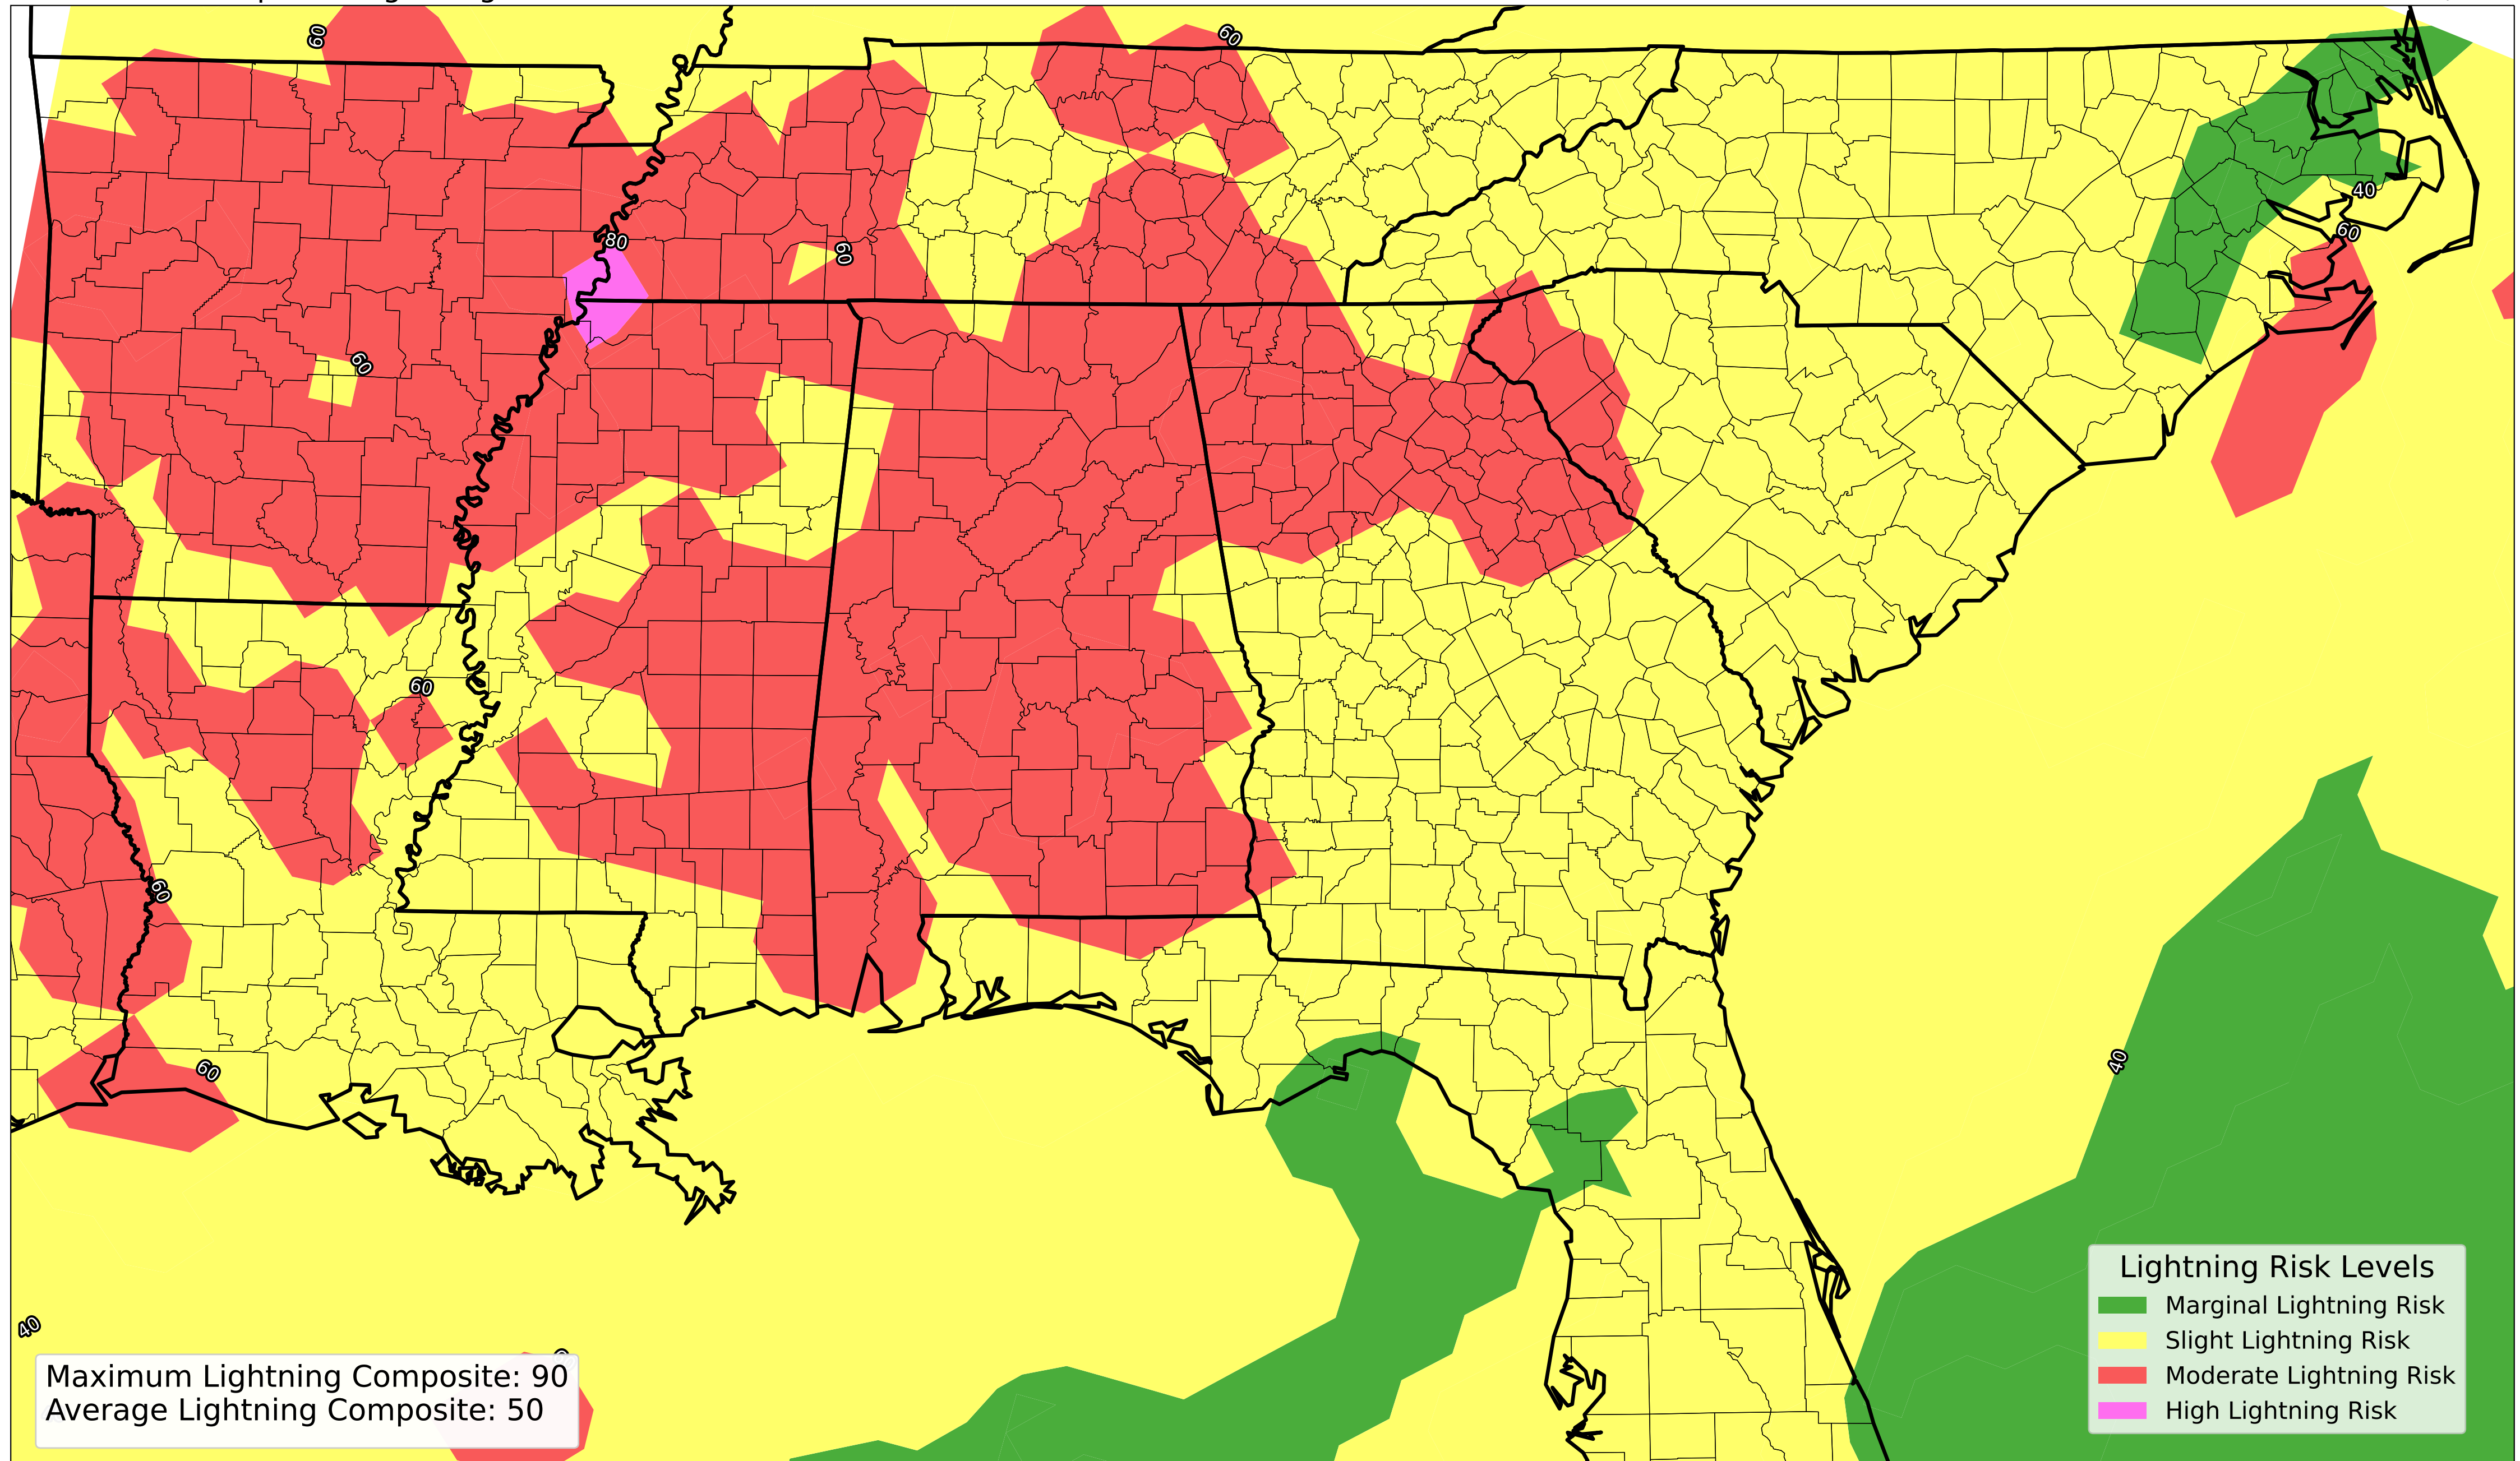 60
60
80
60
40
60
60
60
60
60
40
40
Lightning Risk Levels
Marginal Lightning Risk
Slight Lightning Risk
Moderate Lightning Risk
High Lightning Risk
Maximum Lightning Composite: 90
Average Lightning Composite: 50